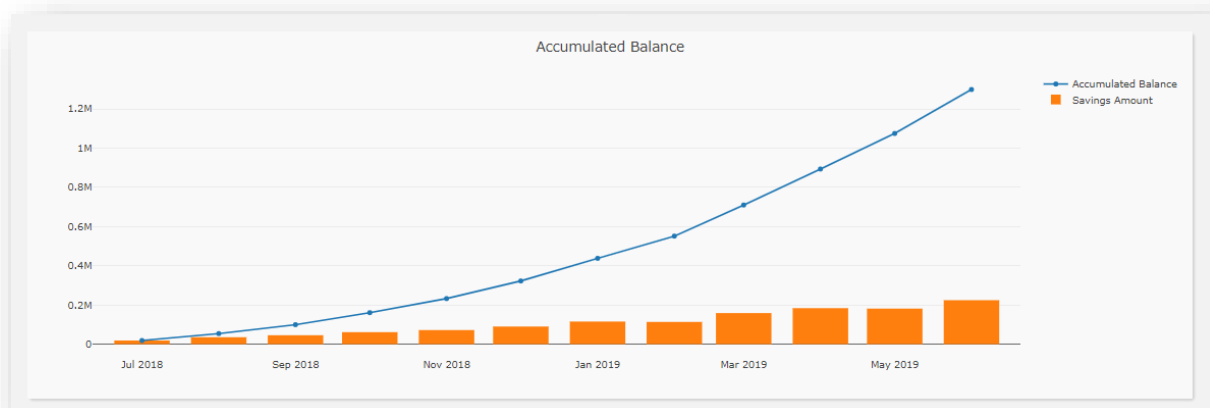 Accumulated Balance
Accumulated Balance
Savings Amount
1.2M
1M
0.8M
0.6M
0.4M
0.2M
0
Jul 2018 Sep 2018 Nov 2018 Jan 2019 Mar 2019 May 2019